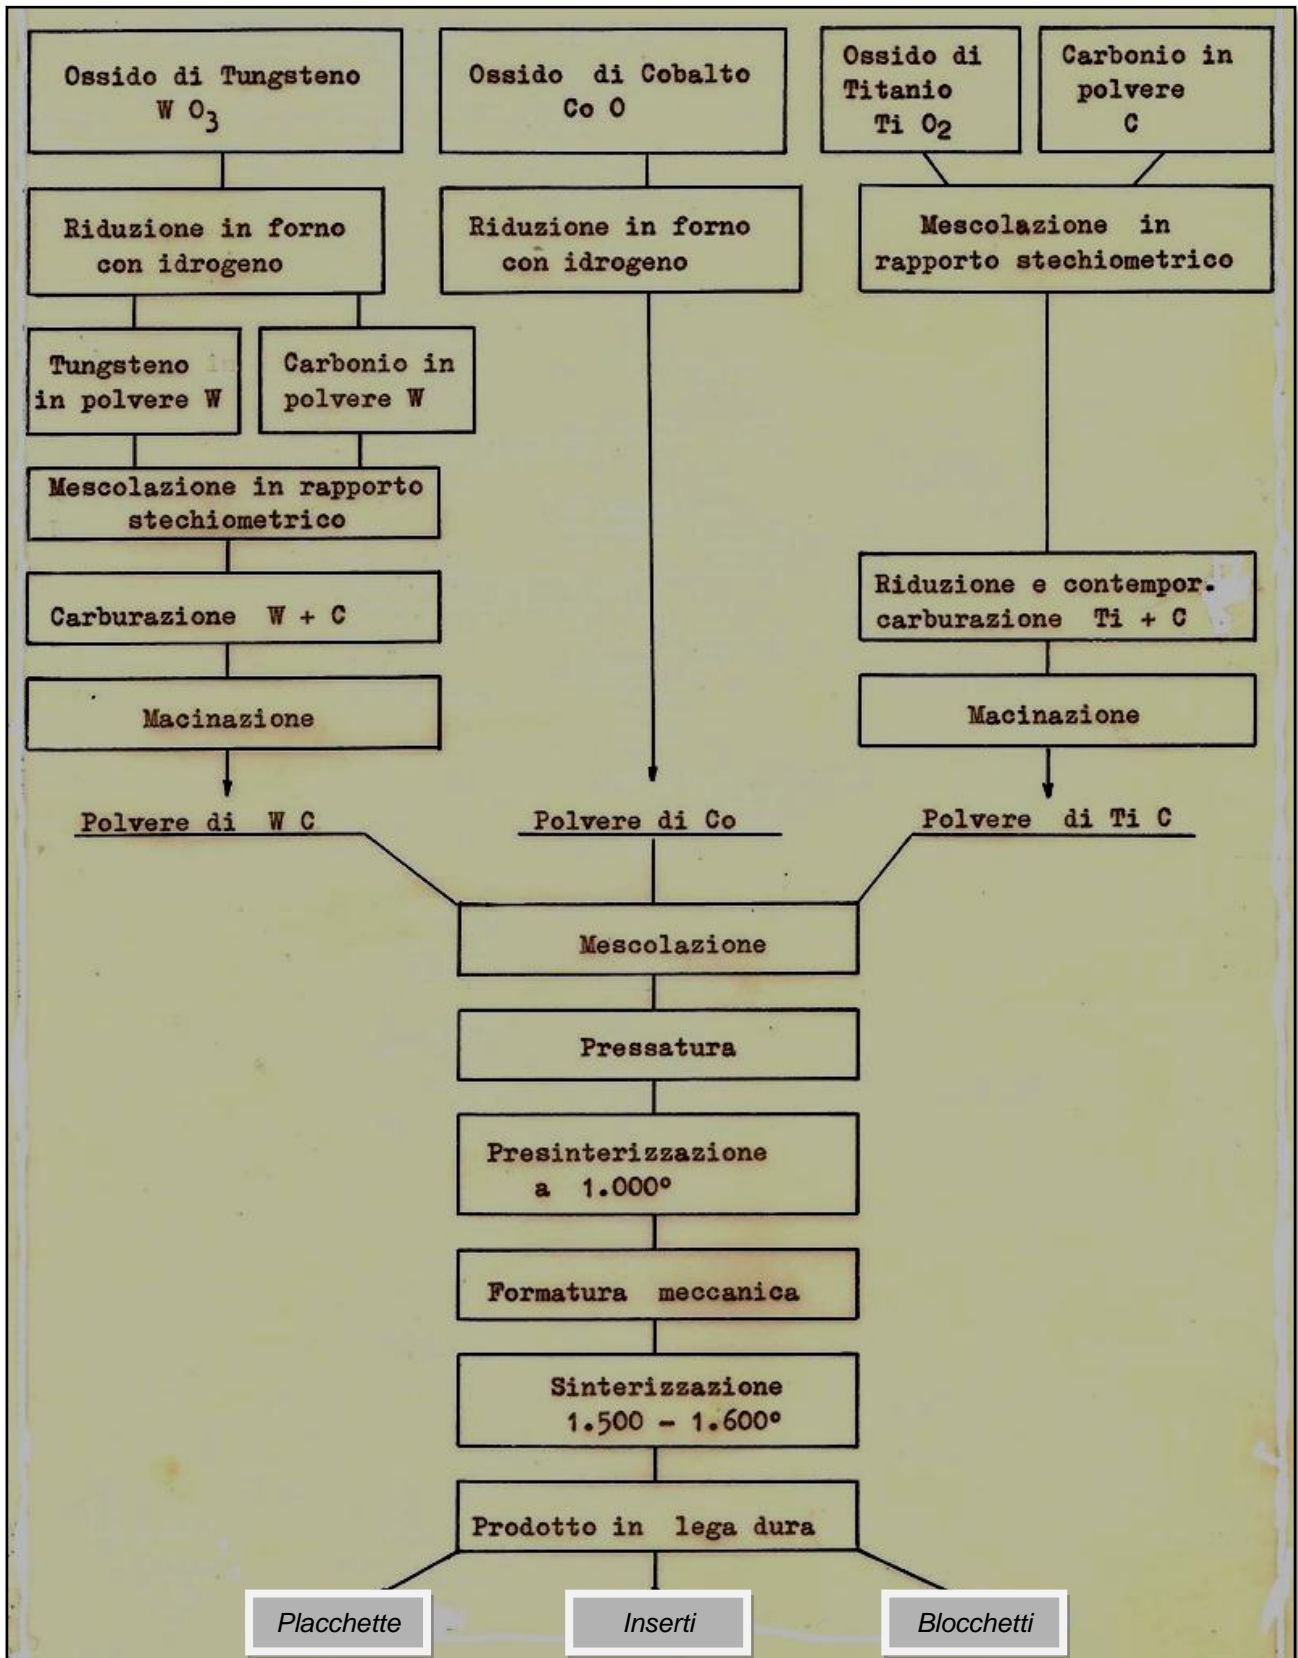 Ossido di Tungsteno
W O3
Ossido di Cobalto
Co O
Ossido di
Titanio
Ti O2
Carbonio in
polvere
C
Riduzione in forno
con idrogeno
Riduzione in forno
con idrogeno
Mescolazione in
rapporto stechiometrico
Tungsteno in
in polvere W
Carbonio in
polvere W
Mescolazione in rapporto
stechiometrico
Carburazione W + C
Riduzione e contempor.
carburazione Ti + C
Macinazione
Macinazione
Polvere di W C
Polvere di Co
Polvere di Ti C
Mescolazione
Pressatura
Presinterizzazione
a 1.000°
Formatura meccanica
Sinterizzazione
1.500 - 1.600°
Prodotto in lega dura
Placchette
Inserti
Blocchetti